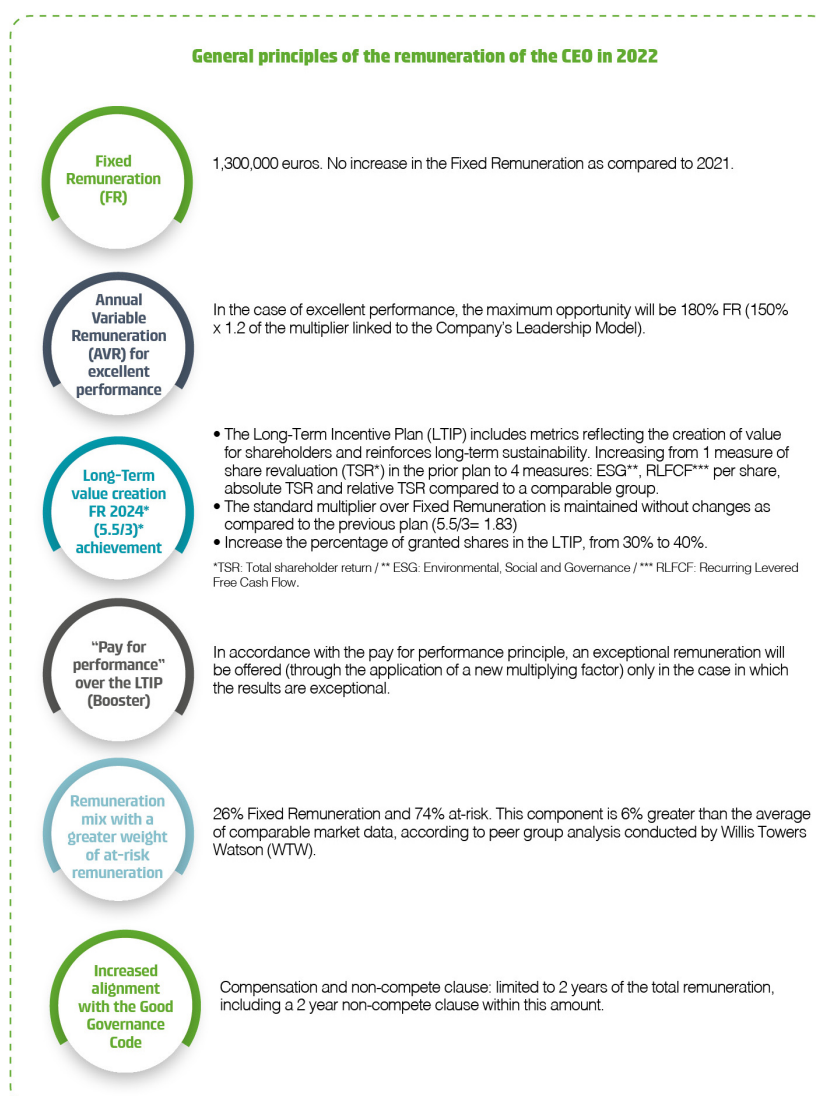 General principles of the remuneration of the CEO in 2022
Fixed
Remuneration
(FR)
1,300,000 euros. No increase in the Fixed Remuneration as compared to 2021.
Annual
Variable
Remuneration
(AVR) for
excellent
performance
In the case of excellent performance, the maximum opportunity will be 180% FR (150%
x 1.2 of the multiplier linked to the Company's Leadership Model).
Long-Term
value creation
FR 2024*
(5.5/3)*
achievement
• The Long-Term Incentive Plan (LTIP) includes metrics reflecting the creation of value
for shareholders and reinforces long-term sustainability. Increasing from 1 measure of
share revaluation (TSR*) in the prior plan to 4 measures: ESG**, RLFCF*** per share,
absolute TSR and relative TSR compared to a comparable group.
• The standard multiplier over Fixed Remuneration is maintained without changes as
compared to the previous plan (5.5/3= 1.83)
• Increase the percentage of granted shares in the LTIP, from 30% to 40%.
*TSR: Total shareholder return / ** ESG: Environmental, Social and Governance / *** RLFCF: Recurring Levered
Free Cash Flow.
"Pay for
performance"
over the LTIP
(Booster)
In accordance with the pay for performance principle, an exceptional remuneration will
be offered (through the application of a new multiplying factor) only in the case in which
the results are exceptional.
Remuneration
mix with a
greater weight
of at-risk
remuneration
26% Fixed Remuneration and 74% at-risk. This component is 6% greater than the average
of comparable market data, according to peer group analysis conducted by Willis Towers
Watson (WTW).
Increased
alignment
with the Good
Governance
Code
Compensation and non-compete clause: limited to 2 years of the total remuneration,
including a 2 year non-compete clause within this amount.